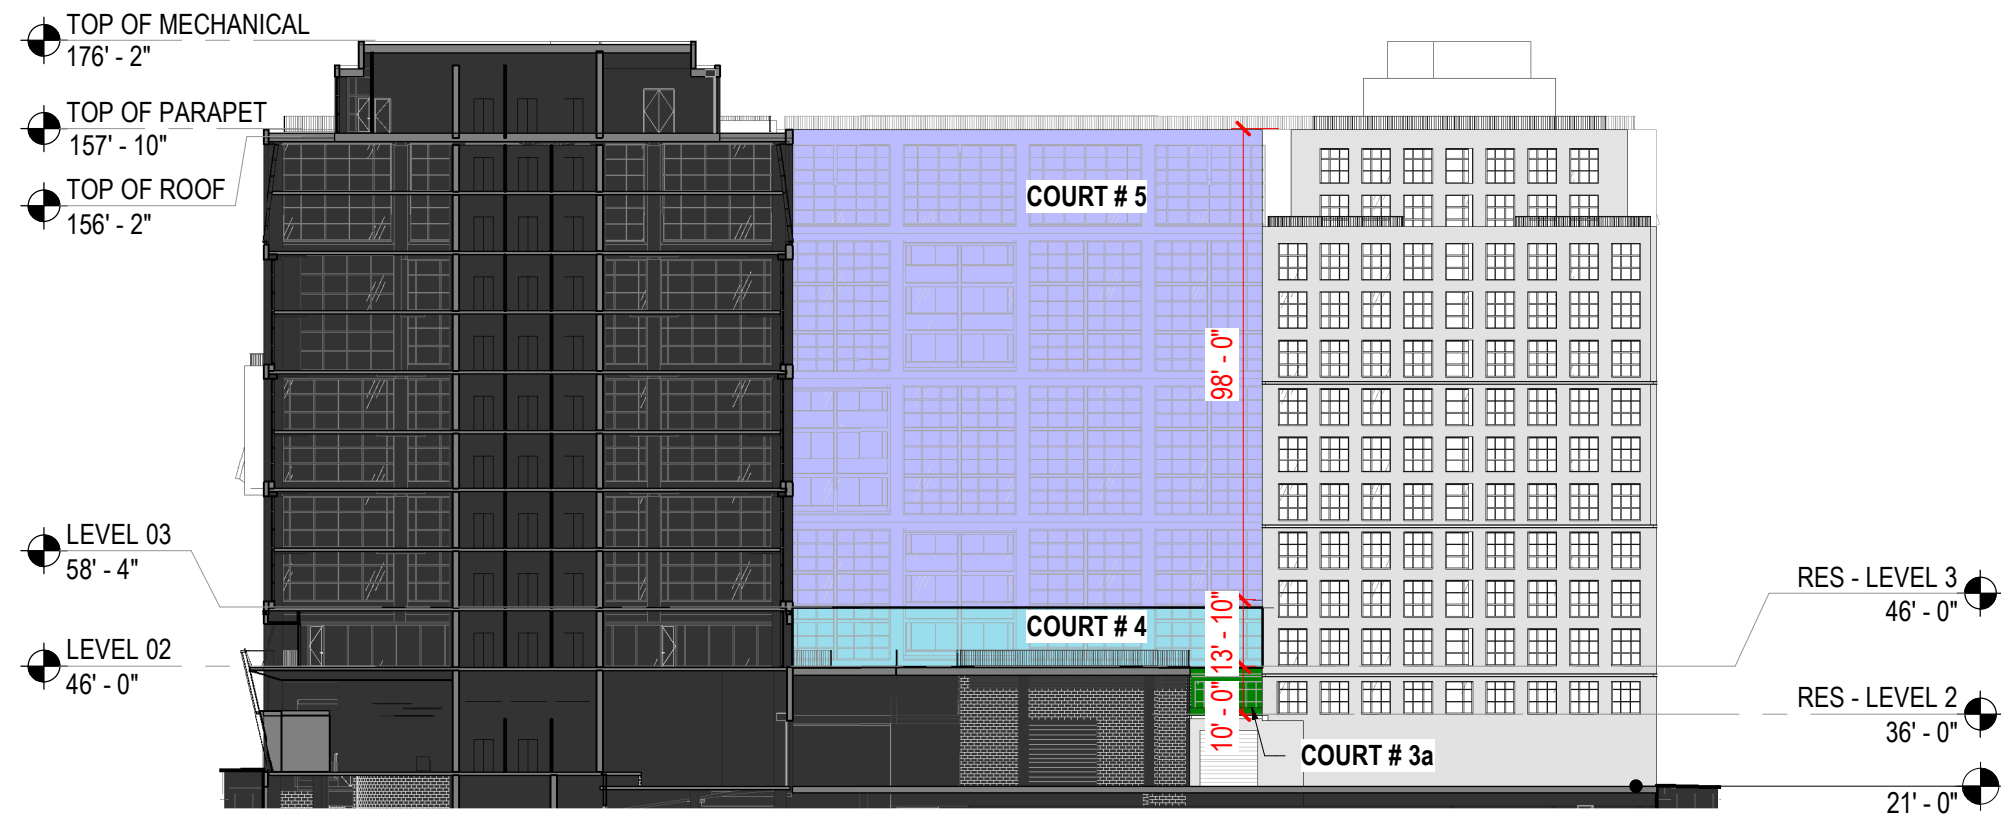 TOP OF MECHANICAL
176' - 2"
TOP OF PARAPET
157' - 10"
TOP OF ROOF
156' - 2"
COURT # 5
98' - 0"
LEVEL 03
58' - 4"
RES - LEVEL 3
46' - 0"
COURT # 4
13' - 10"
LEVEL 02
46' - 0"
RES - LEVEL 2
36' - 0"
10' - 0"
COURT # 3a
21' - 0"